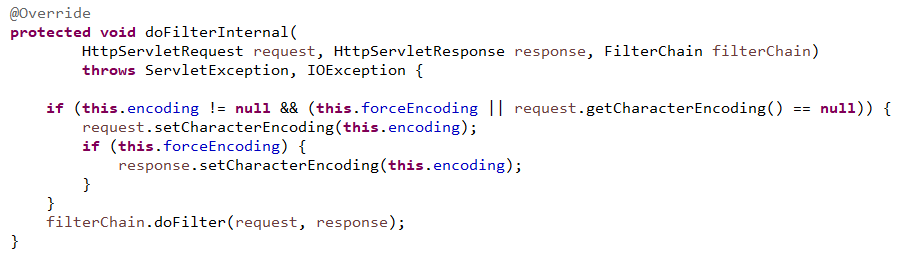 @Override
protected void doFilterInternal(
        HttpServletRequest request, HttpServletResponse response, FilterChain filterChain)
        throws ServletException, IOException {

    if (this.encoding != null && (this.forceEncoding || request.getCharacterEncoding() == null)) {
        request.setCharacterEncoding(this.encoding);
        if (this.forceEncoding) {
            response.setCharacterEncoding(this.encoding);
        }
    }
    filterChain.doFilter(request, response);
}